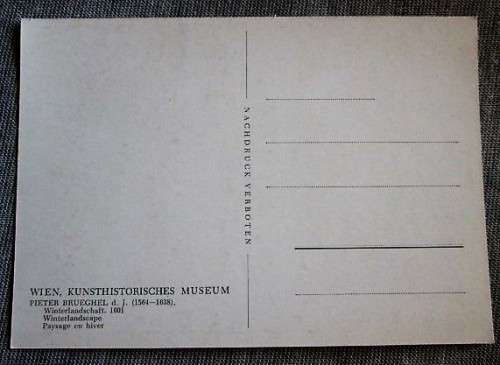 NACHDRUCK VERBOTEN
WIEN, KUNSTHISTORISCHES MUSEUM
PIETER BRUEGHEL d. J. (1564—1638),
Winterlandschaft. 1601
Winterlandscape
Paysage en hiver